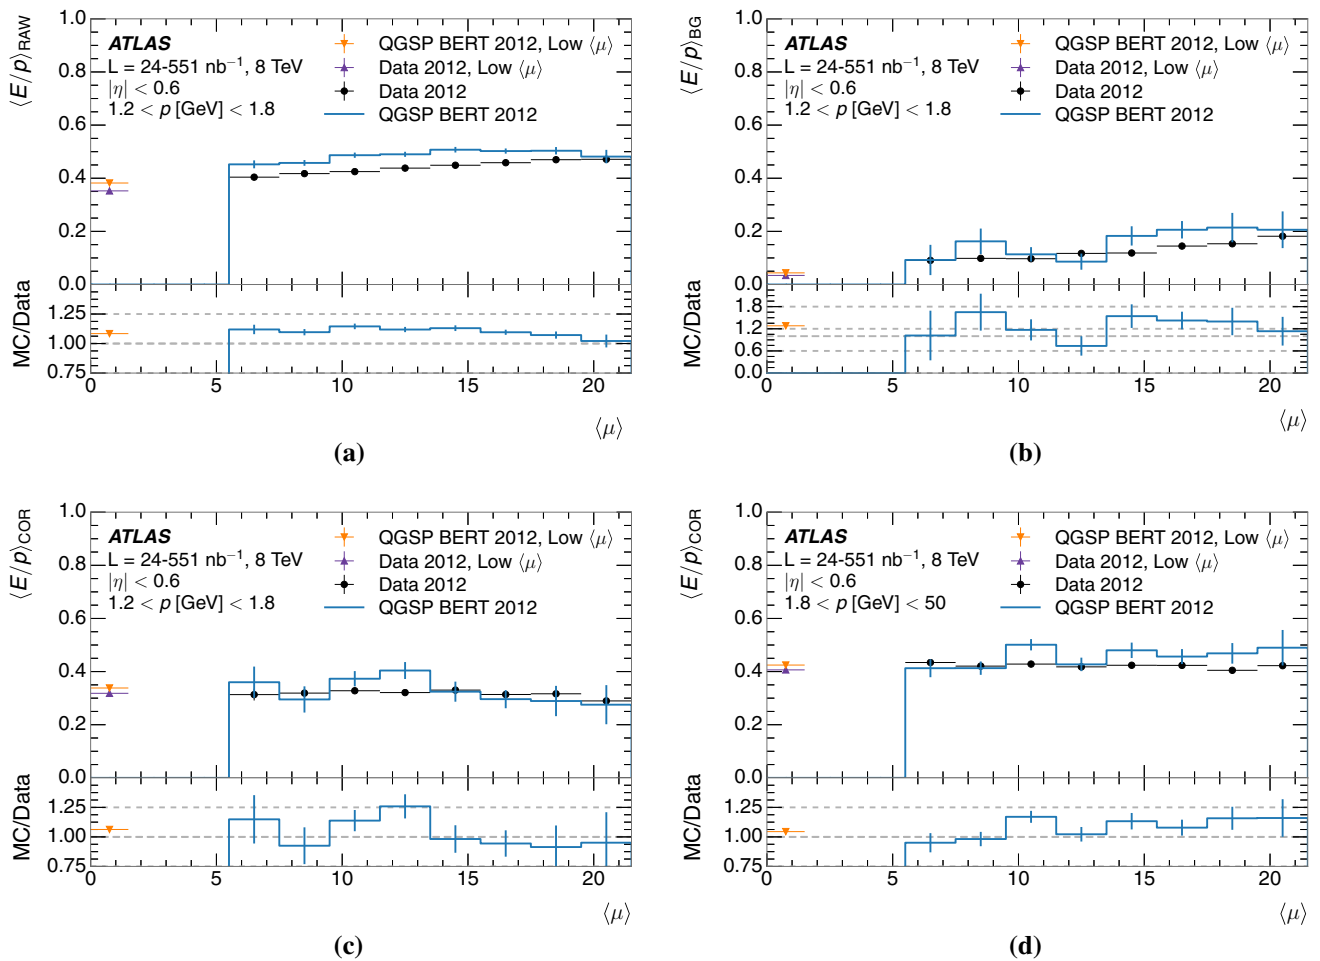 ⟨E/p⟩RAW
1.0
0.8
0.6
0.4
0.2
0.0
ATLAS
L = 24-551 nb−1, 8 TeV
|η| < 0.6
1.2 < p [GeV] < 1.8
QGSP BERT 2012, Low ⟨μ⟩
Data 2012, Low ⟨μ⟩
Data 2012
QGSP BERT 2012
MC/Data
1.25
1.00
0.75
0 5 10 15 20
⟨μ⟩
(a)
⟨E/p⟩BG
1.0
0.8
0.6
0.4
0.2
0.0
ATLAS
L = 24-551 nb−1, 8 TeV
|η| < 0.6
1.2 < p [GeV] < 1.8
QGSP BERT 2012, Low ⟨μ⟩
Data 2012, Low ⟨μ⟩
Data 2012
QGSP BERT 2012
MC/Data
1.8
1.2
0.6
0.0
0 5 10 15 20
⟨μ⟩
(b)
⟨E/p⟩COR
1.0
0.8
0.6
0.4
0.2
0.0
ATLAS
L = 24-551 nb−1, 8 TeV
|η| < 0.6
1.2 < p [GeV] < 1.8
QGSP BERT 2012, Low ⟨μ⟩
Data 2012, Low ⟨μ⟩
Data 2012
QGSP BERT 2012
MC/Data
1.25
1.00
0.75
0 5 10 15 20
⟨μ⟩
(c)
⟨E/p⟩COR
1.0
0.8
0.6
0.4
0.2
0.0
ATLAS
L = 24-551 nb−1, 8 TeV
|η| < 0.6
1.8 < p [GeV] < 50
QGSP BERT 2012, Low ⟨μ⟩
Data 2012, Low ⟨μ⟩
Data 2012
QGSP BERT 2012
MC/Data
1.25
1.00
0.75
0 5 10 15 20
⟨μ⟩
(d)